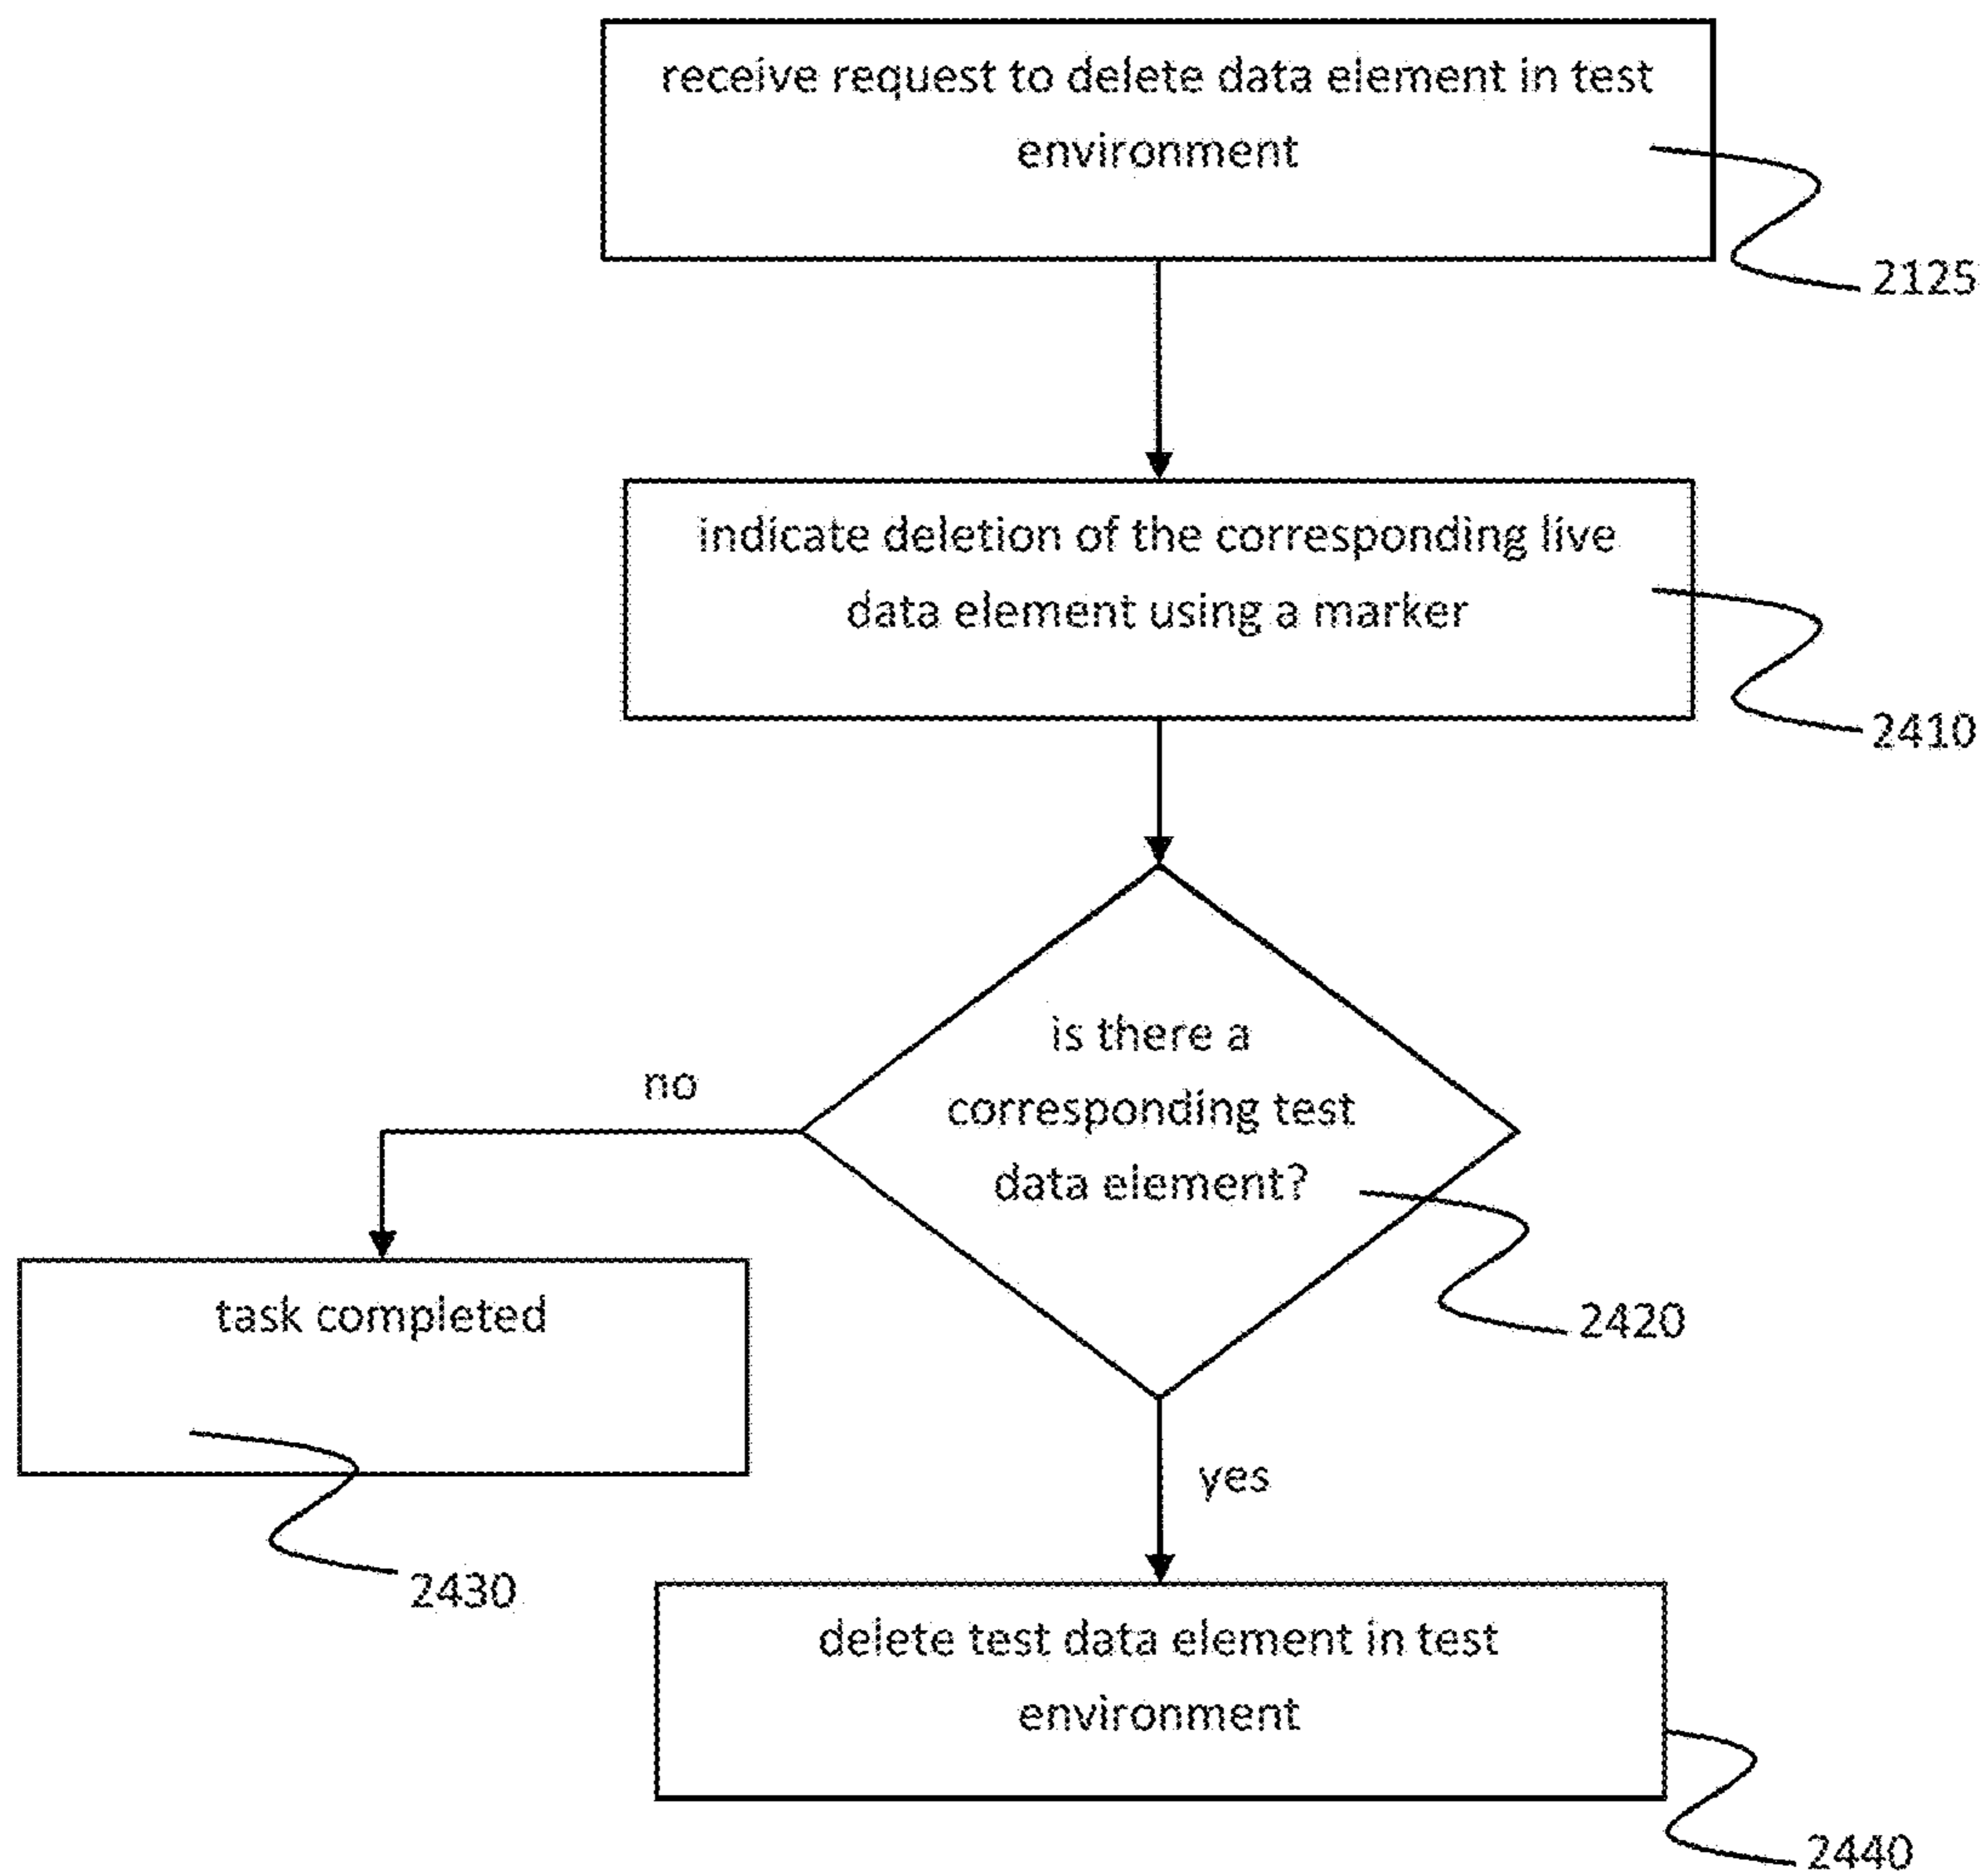 receive request to delete data element in test
environment
2125
indicate deletion of the corresponding live
data element using a marker
2410
is there a
corresponding test
data element?
no
2420
task completed
2430
yes
delete test data element in test
environment
2440